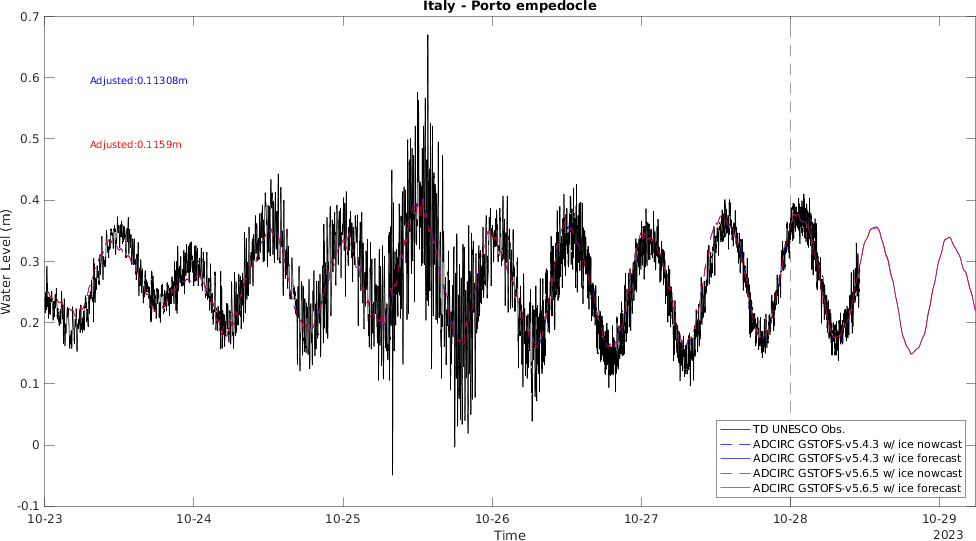 Italy - Porto empedocle
0.7
0.6
0.5
0.4
0.3
0.2
0.1
0
-0.1
Water Level (m)
Adjusted:0.11308m
Adjusted:0.1159m
TD UNESCO Obs.
ADCIRC GSTOFS-v5.4.3 w/ ice nowcast
ADCIRC GSTOFS-v5.4.3 w/ ice forecast
ADCIRC GSTOFS-v5.6.5 w/ ice nowcast
ADCIRC GSTOFS-v5.6.5 w/ ice forecast
10-23 10-24 10-25 10-26 10-27 10-28 10-29
2023
Time